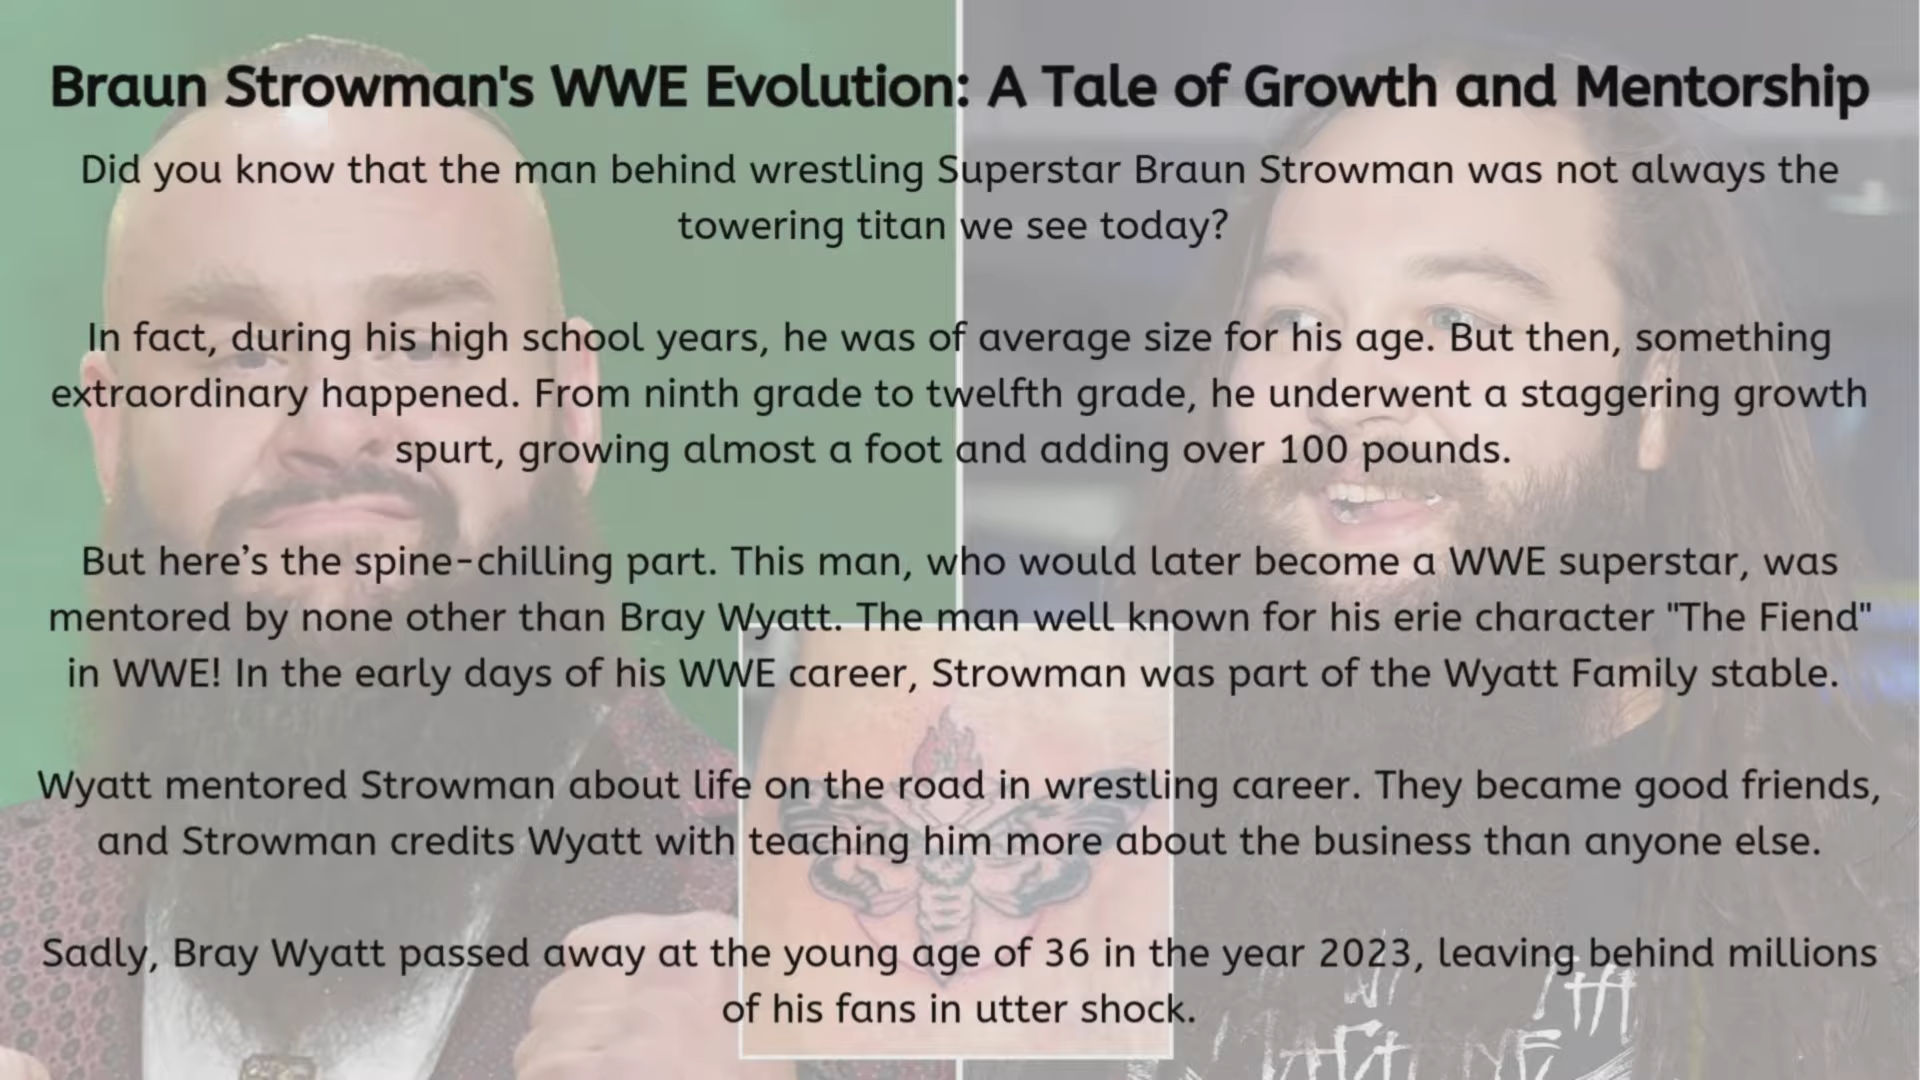 Braun Strowman's WWE Evolution: A Tale of Growth and Mentorship
Did you know that the man behind wrestling Superstar Braun Strowman was not always the
towering titan we see today?
In fact, during his high school years, he was of average size for his age. But then, something
extraordinary happened. From ninth grade to twelfth grade, he underwent a staggering growth
spurt, growing almost a foot and adding over 100 pounds.
But here’s the spine-chilling part. This man, who would later become a WWE superstar, was
mentored by none other than Bray Wyatt. The man well known for his erie character "The Fiend"
in WWE! In the early days of his WWE career, Strowman was part of the Wyatt Family stable.
Wyatt mentored Strowman about life on the road in wrestling career. They became good friends,
and Strowman credits Wyatt with teaching him more about the business than anyone else.
Sadly, Bray Wyatt passed away at the young age of 36 in the year 2023, leaving behind millions
of his fans in utter shock.